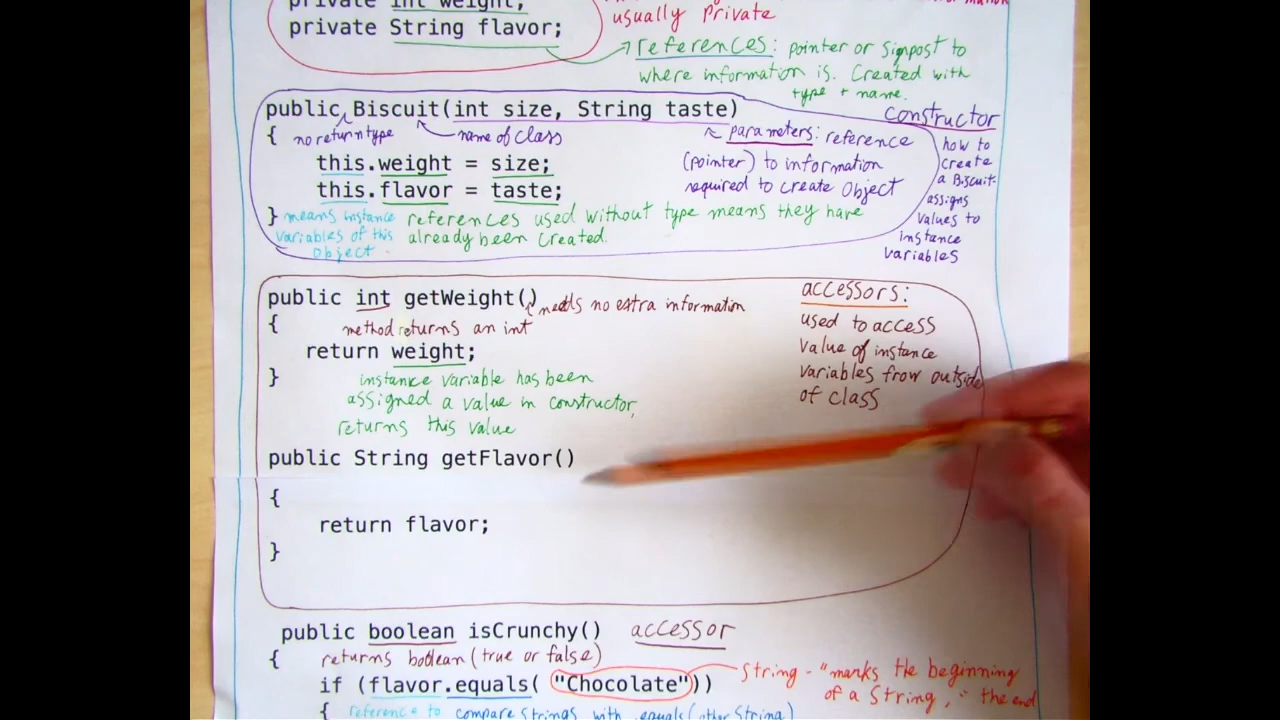 private int weight;
usually private
private String flavor;
references: pointer or signpost to
where information is. Created with
type + name.
public Biscuit(int size, String taste)
constructor
{ no return type
name of class
parameters: reference
(pointer) to information
required to create Object
how to
create
a Biscuit.
assigns
values to
instance
variables
this.weight = size;
this.flavor = taste;
} means instance
variables of this
object
references used without type means they have
already been created.
public int getWeight() needs no extra information
{ method returns an int
return weight;
}
instance variable has been
assigned a value in constructor,
returns this value
accessors:
used to access
value of instance
variables from outside
of class
public String getFlavor()
{
return flavor;
}
public boolean isCrunchy() accessor
{ returns boolean (true or false)
if (flavor.equals( "Chocolate"))
String - " marks the beginning
of a String, " the end
{ reference to compare Strings with .equals(otherString)